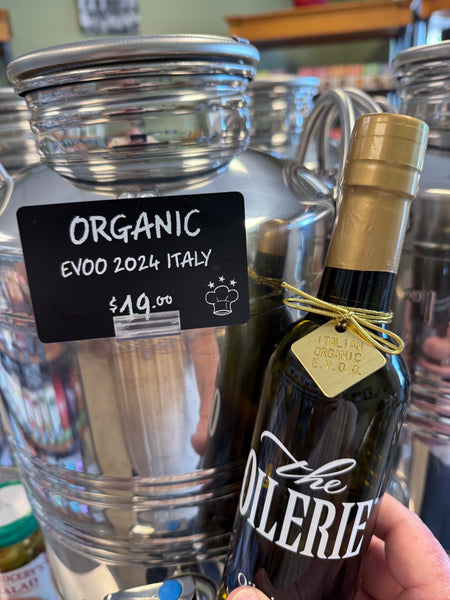 ORGANIC
EVOO 2024 ITALY
$19.00
ITALIAN
ORGANIC
E.V.O.O.
the
OILERIE